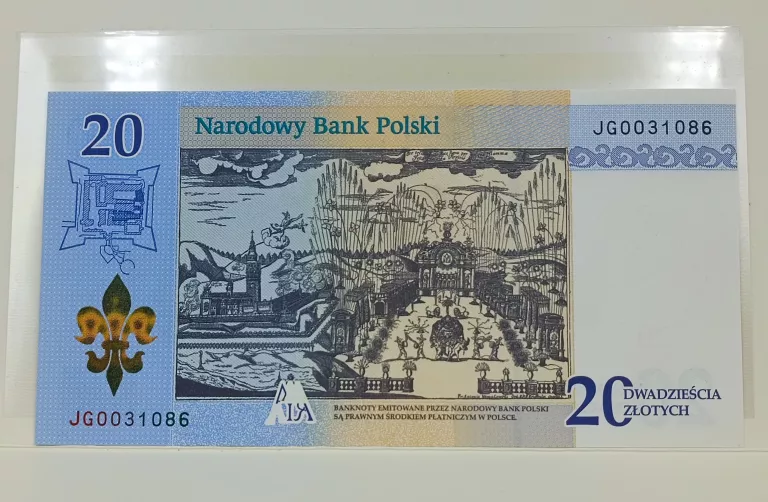 20
Narodowy Bank Polski
JG0031086
JG0031086
BANKNOTY EMITOWANE PRZEZ NARODOWY BANK POLSKI
SĄ PRAWNYM ŚRODKIEM PŁATNICZYM W POLSCE.
20 DWADZIEŚCIA
ZŁOTYCH